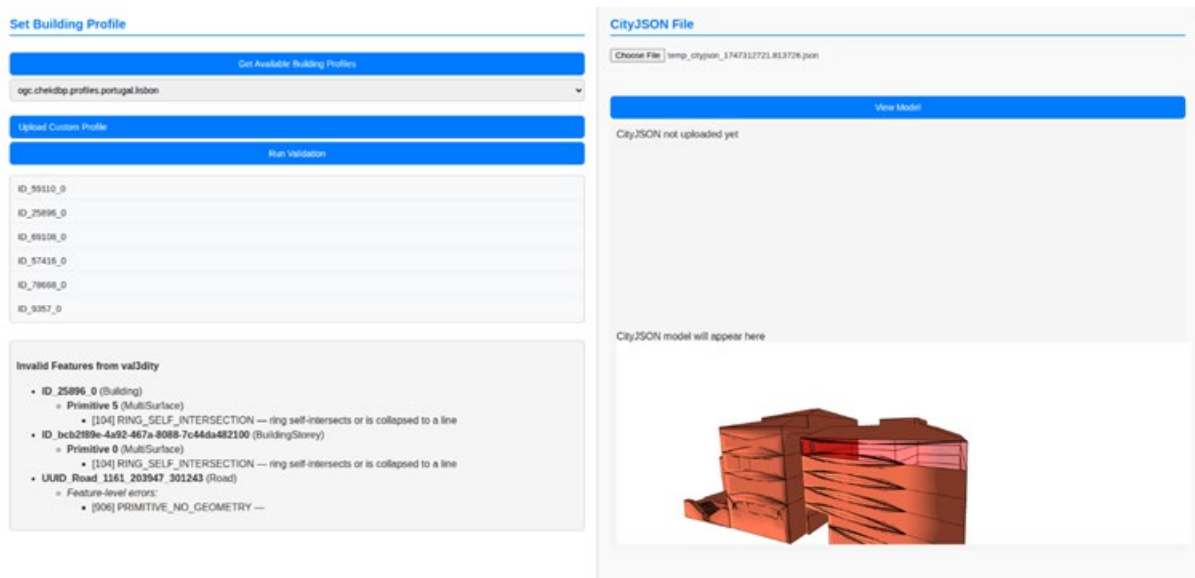 Set Building Profile
Get Available Building Profiles
ogc.chekdbp.profiles.portugal.lisbon
Upload Custom Profile
Run Validation
ID_59110_0
ID_25896_0
ID_69108_0
ID_57416_0
ID_78668_0
ID_9357_0
Invalid Features from val3dity
• ID_25896_0 (Building)
○ Primitive 5 (MultiSurface)
▪ [104] RING_SELF_INTERSECTION — ring self-intersects or is collapsed to a line
• ID_bcb2f89e-4a92-467a-8088-7c44da482100 (BuildingStorey)
○ Primitive 0 (MultiSurface)
▪ [104] RING_SELF_INTERSECTION — ring self-intersects or is collapsed to a line
• UUID_Road_1161_203947_301243 (Road)
○ Feature-level errors:
▪ [906] PRIMITIVE_NO_GEOMETRY —
CityJSON File
Choose File temp_cityjson_1747312721.813726.json
View Model
CityJSON not uploaded yet
CityJSON model will appear here